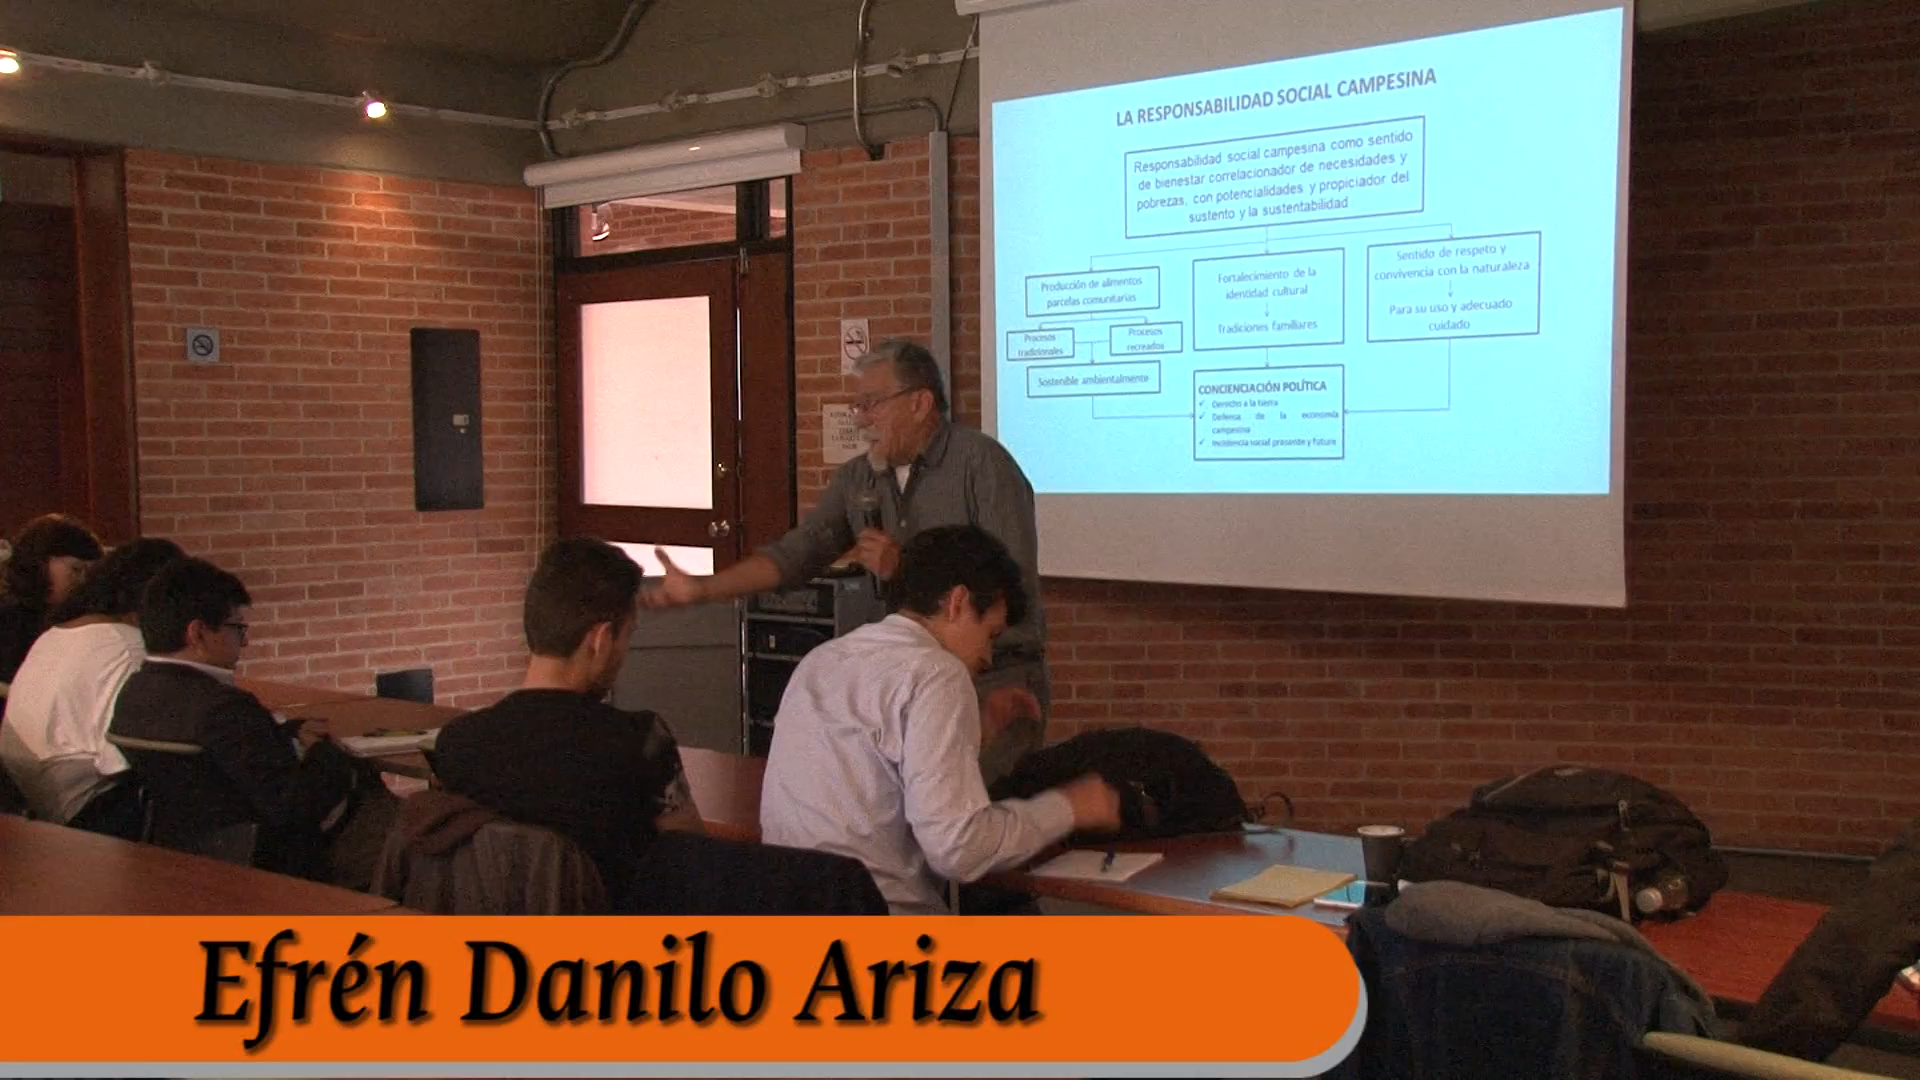 LA RESPONSABILIDAD SOCIAL CAMPESINA
Responsabilidad social campesina como sentido
de bienestar correlacionador de necesidades y
pobrezas, con potencialidades y propiciador del
sustento y la sustentabilidad
Producción de alimentos
parcelas comunitarias
Procesos
tradicionales
Procesos
recreados
Sostenible ambientalmente
Fortalecimiento de la
identidad cultural
Tradiciones familiares
Sentido de respeto y
convivencia con la naturaleza
Para su uso y adecuado
cuidado
CONCIENCIACIÓN POLÍTICA
✓ Derecho a la tierra
✓ Defensa de la economía
campesina
✓ Incidencia social presente y futura
Efrén Danilo Ariza